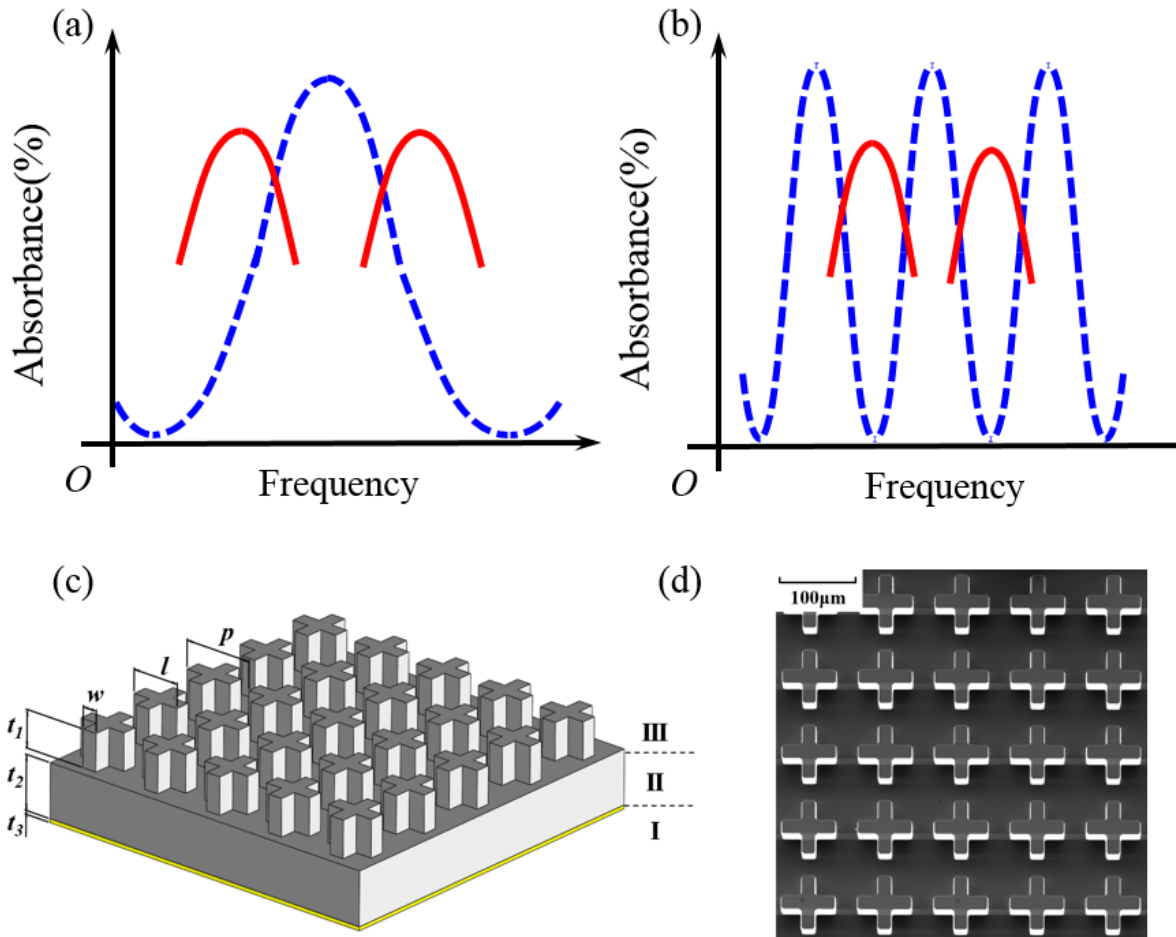 (a)
Absorbance(%)
O
Frequency
(b)
Absorbance(%)
O
Frequency
(c)
p
l
w
t1
t2
t3
III
II
I
(d)
100μm